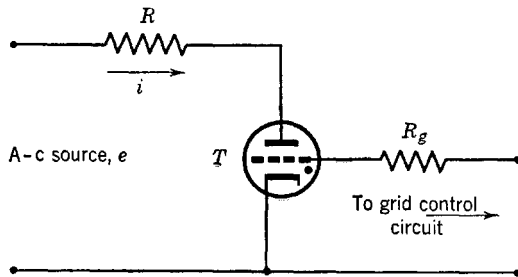 R
i
A-c source, e
T
R_g
To grid control
circuit